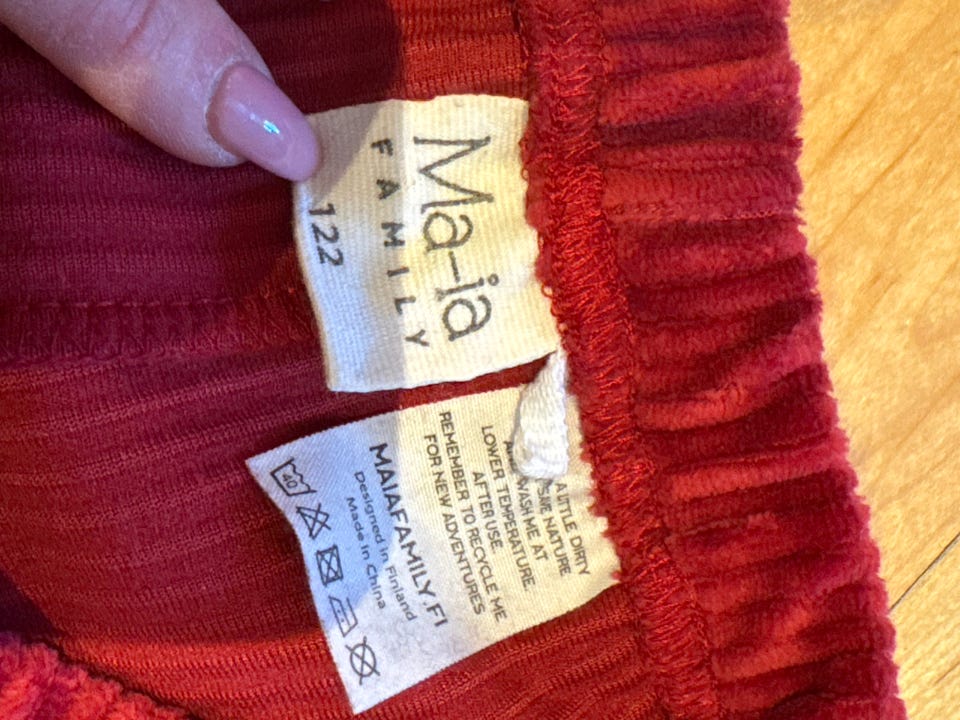 Ma-ia
FAMILY
122
A LITTLE DIRTY
NATURE
WASH ME AT
LOWER TEMPERATURE.
AFTER USE.
REMEMBER TO RECYCLE ME
FOR NEW ADVENTURES
MAIAFAMILY.FI
Designed in Finland
Made in China
40